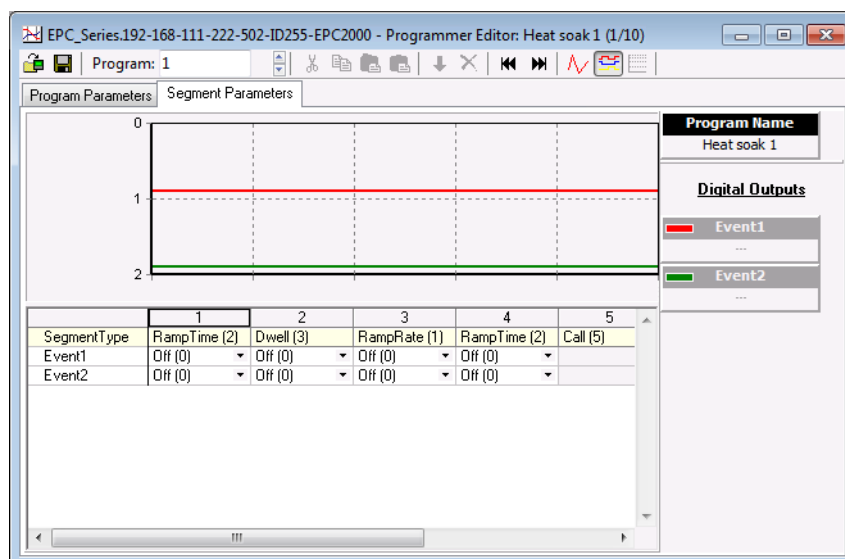 EPC_Series.192-168-111-222-502-ID255-EPC2000 - Programmer Editor: Heat soak 1 (1/10)
Program: 1
Program Parameters Segment Parameters
0
1
2
Program Name
Heat soak 1
Digital Outputs
Event1
---
Event2
---
1 2 3 4 5
SegmentType RampTime (2) Dwell (3) RampRate (1) RampTime (2) Call (5)
Event1 Off (0) Off (0) Off (0) Off (0)
Event2 Off (0) Off (0) Off (0) Off (0)